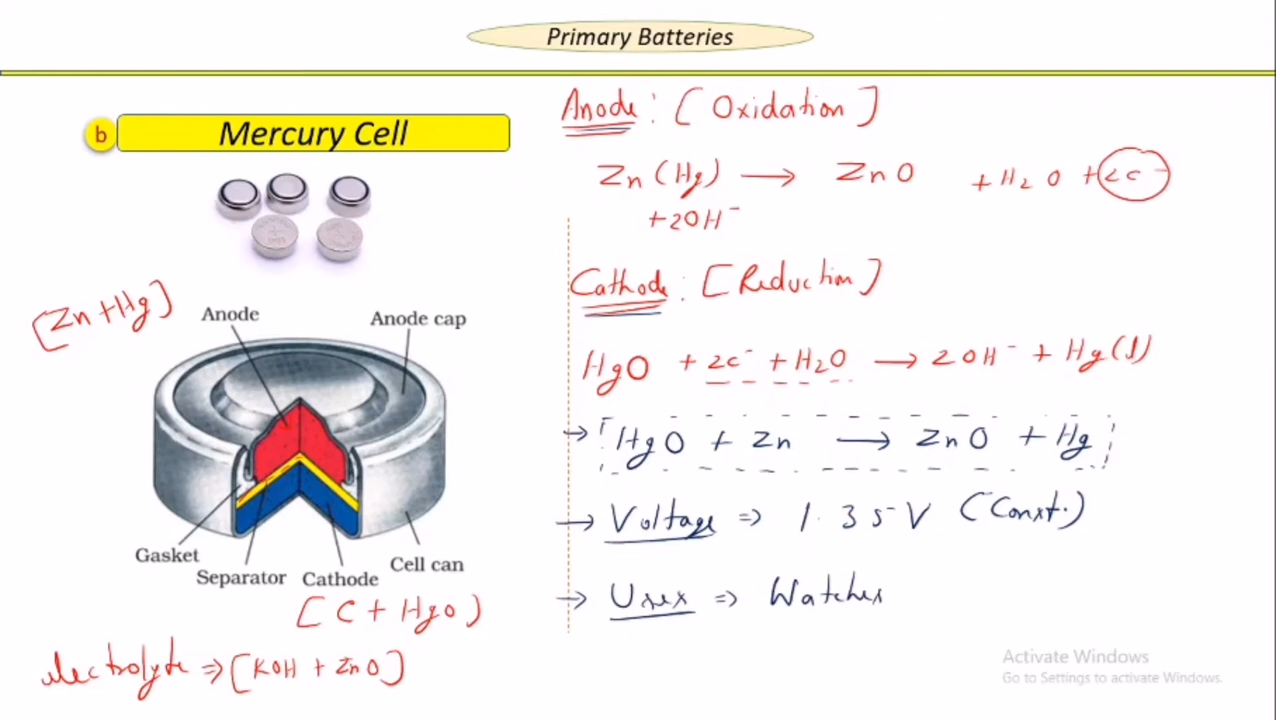 Primary Batteries
b Mercury Cell
Anode : [ Oxidation ]
Zn (Hg) → ZnO + H2O + 2e-
+ 2OH-
Cathode : [ Reduction ]
HgO + 2e- + H2O → 2OH- + Hg(l)
→ HgO + Zn → ZnO + Hg
→ Voltage ⇒ 1.35 V (Const.)
→ Uses ⇒ Watches
[Zn + Hg]
Anode
Anode cap
Gasket
Separator
Cathode
Cell can
[ C + HgO ]
electrolyte ⇒ [ KOH + ZnO ]
Activate Windows
Go to Settings to activate Windows.